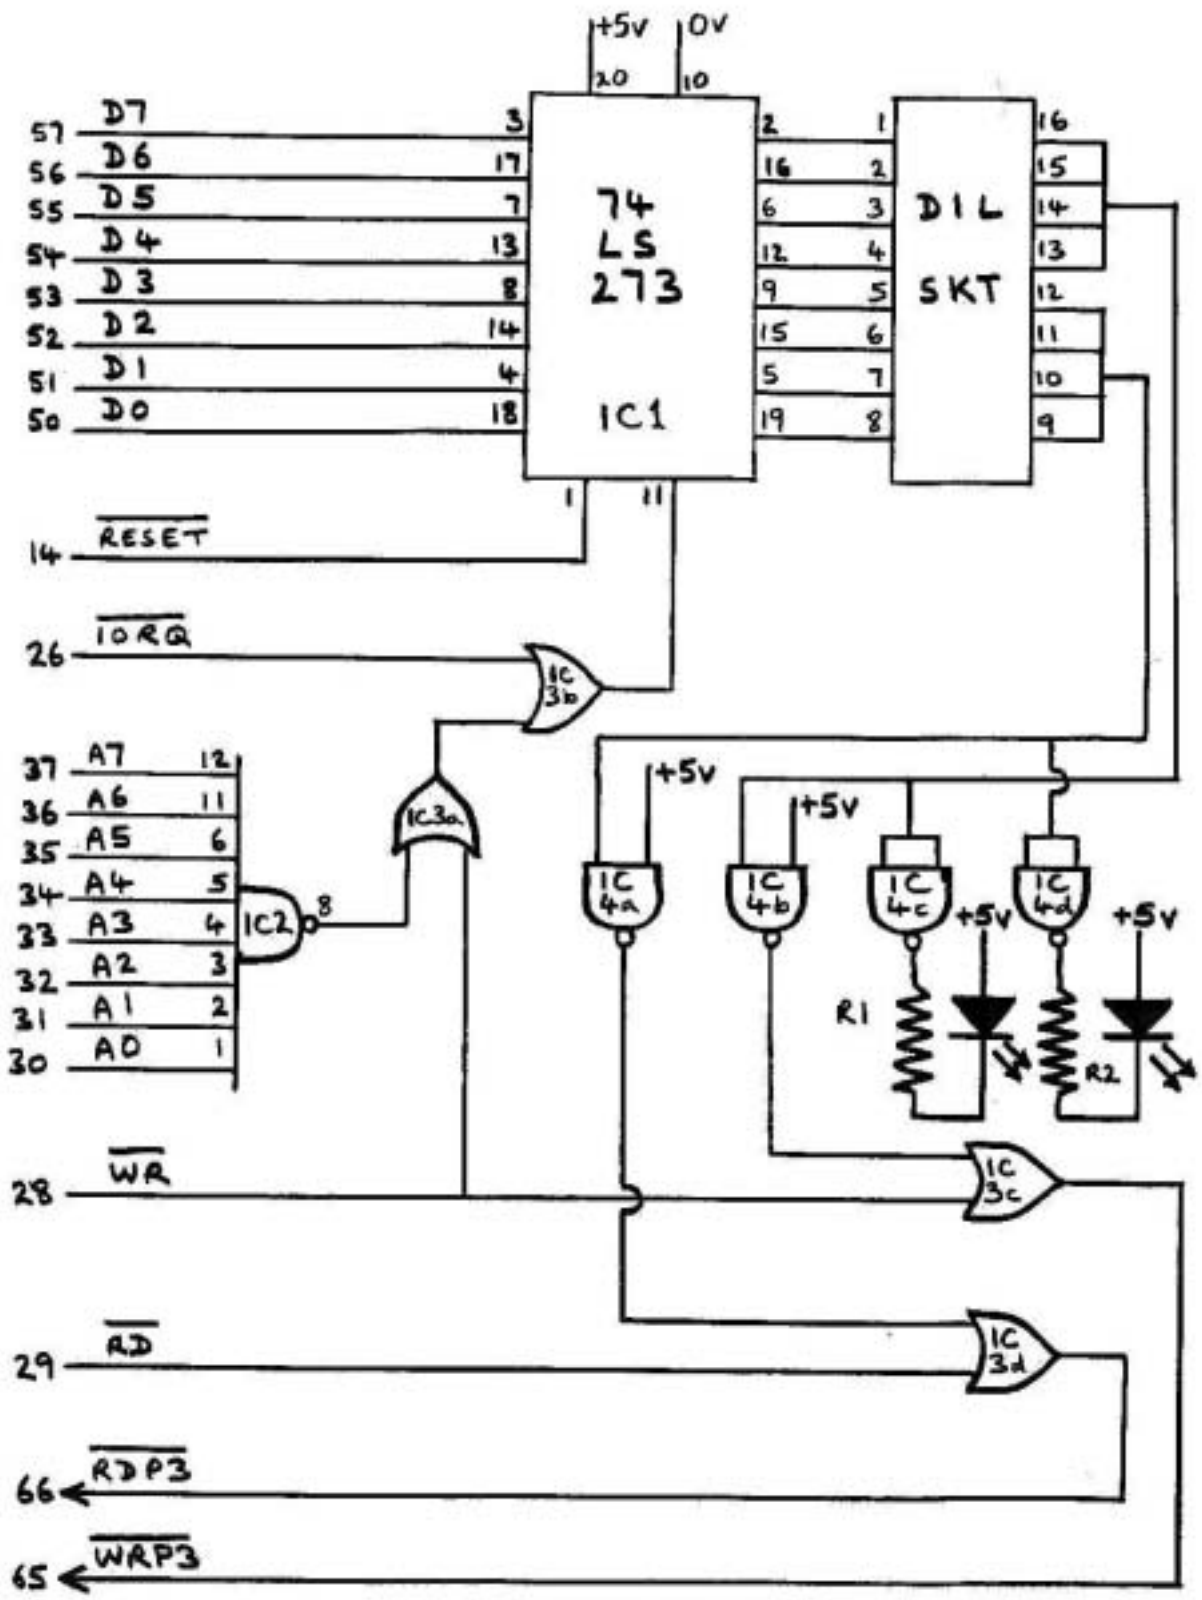 +5v 0v
20 10
57 D7 3 2 1 16
56 D6 17 16 2 15
55 D5 7 6 3 14
54 D4 13 12 4 13
53 D3 8 9 5 12
52 D2 14 15 6 11
51 D1 4 5 7 10
50 D0 18 19 8 9
74
LS
273
IC1
DIL
SKT
1 11
14 RESET
26 IORQ
IC
3b
37 A7 12
36 A6 11
35 A5 6
34 A4 5
33 A3 4
32 A2 3
31 A1 2
30 A0 1
IC2 8
IC3a
+5v
+5v
IC
4a
IC
4b
IC
4c
IC
4d
+5v
+5v
R1
R2
28 WR
IC
3c
29 RD
IC
3d
66 RDP3
65 WRP3